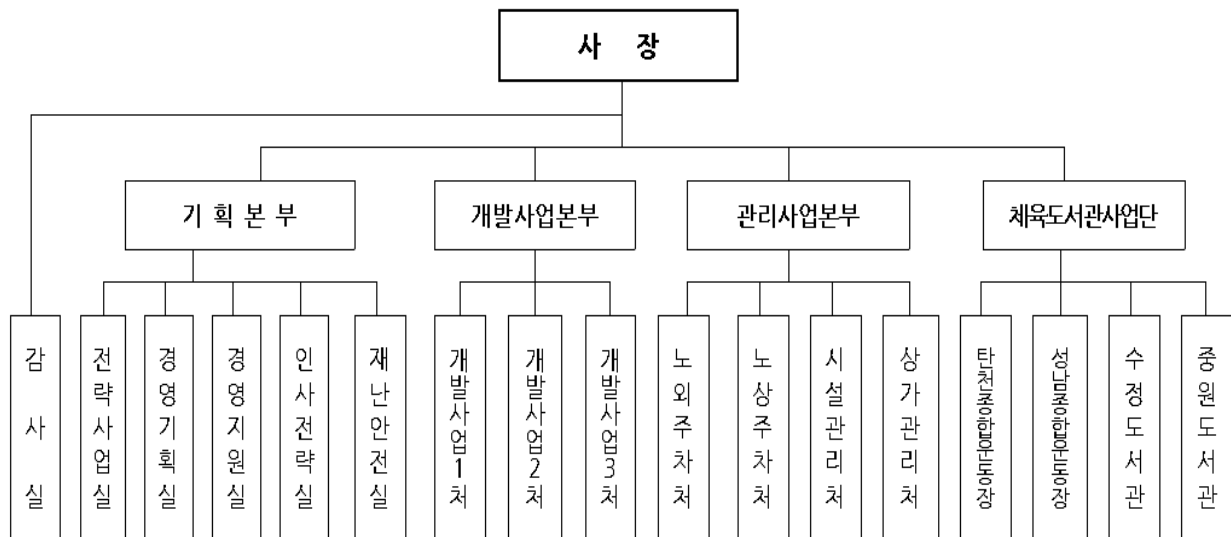 사 장
기 획 본 부
개발사업본부
관리사업본부
체육도서관사업단
감사실
전략사업실
경영기획실
경영지원실
인사전략실
재난안전실
개발사업1처
개발사업2처
개발사업3처
노외주차처
노상주차처
시설관리처
상가관리처
탄천종합운동장
성남종합운동장
수정도서관
중원도서관